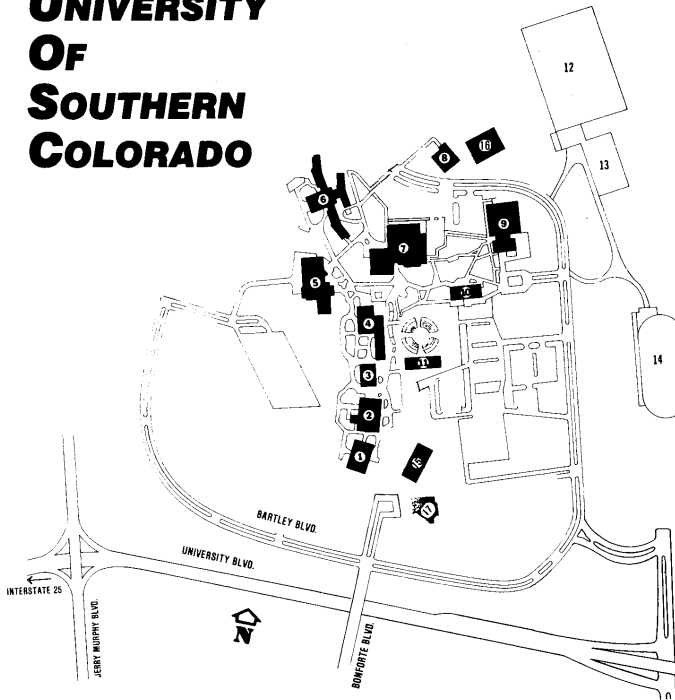 UNIVERSITY
OF
SOUTHERN
COLORADO
12
13
16
8
6
9
7
5
10
4
14
11
3
2
1
15
17
BARTLEY BLVD.
UNIVERSITY BLVD.
INTERSTATE 25
JERRY MURPHY BLVD.
N
BONFORTE BLVD.